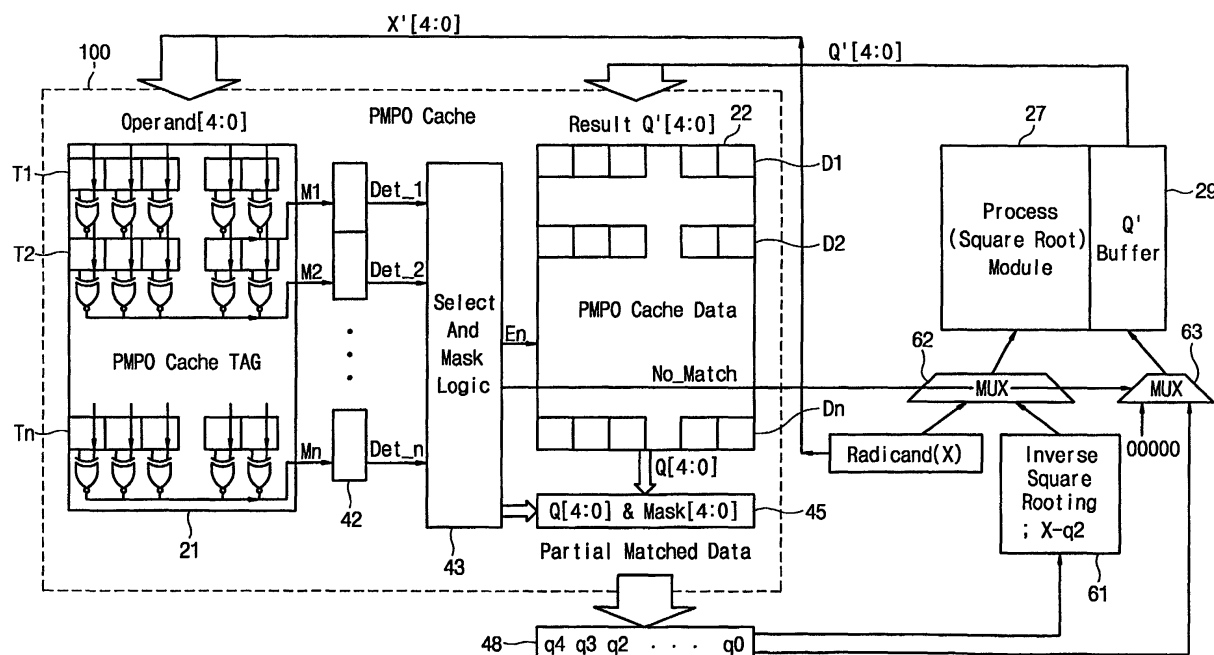 X'[4:0]
100
Q'[4:0]
Operand[4:0]
PMPO Cache
Result Q'[4:0]
22
27
T1
M1
Det_1
D1
29
Process
(Square Root)
Module
Q'
Buffer
T2
M2
Det_2
D2
Select
And
Mask
Logic
En
PMPO Cache Data
PMPO Cache TAG
62
63
No_Match
MUX
MUX
Tn
Mn
Det_n
Dn
Radicand(X)
00000
Q[4:0]
Inverse
Square
Rooting
; X-q2
21
42
43
Q[4:0] & Mask[4:0]
45
Partial Matched Data
61
48
q4 q3 q2 · · · q0